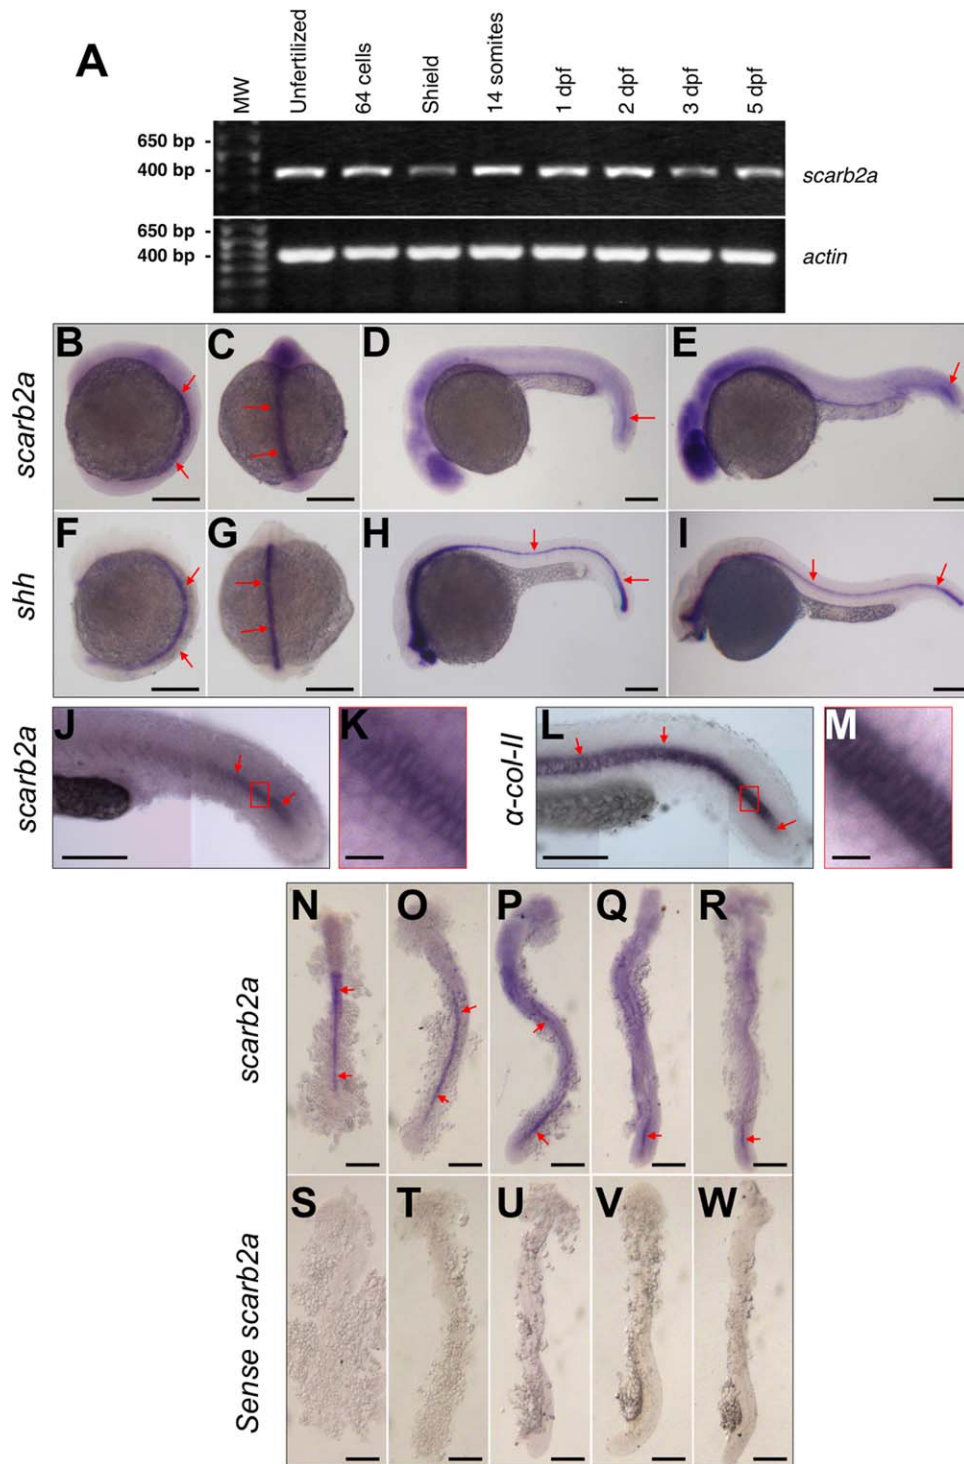 A
MW
Unfertilized
64 cells
Shield
14 somites
1 dpf
2 dpf
3 dpf
5 dpf
650 bp -
400 bp -
scarb2a
650 bp -
400 bp -
actin
scarb2a
B
C
D
E
shh
F
G
H
I
scarb2a
J
K
α-col-II
L
M
scarb2a
N
O
P
Q
R
Sense scarb2a
S
T
U
V
W